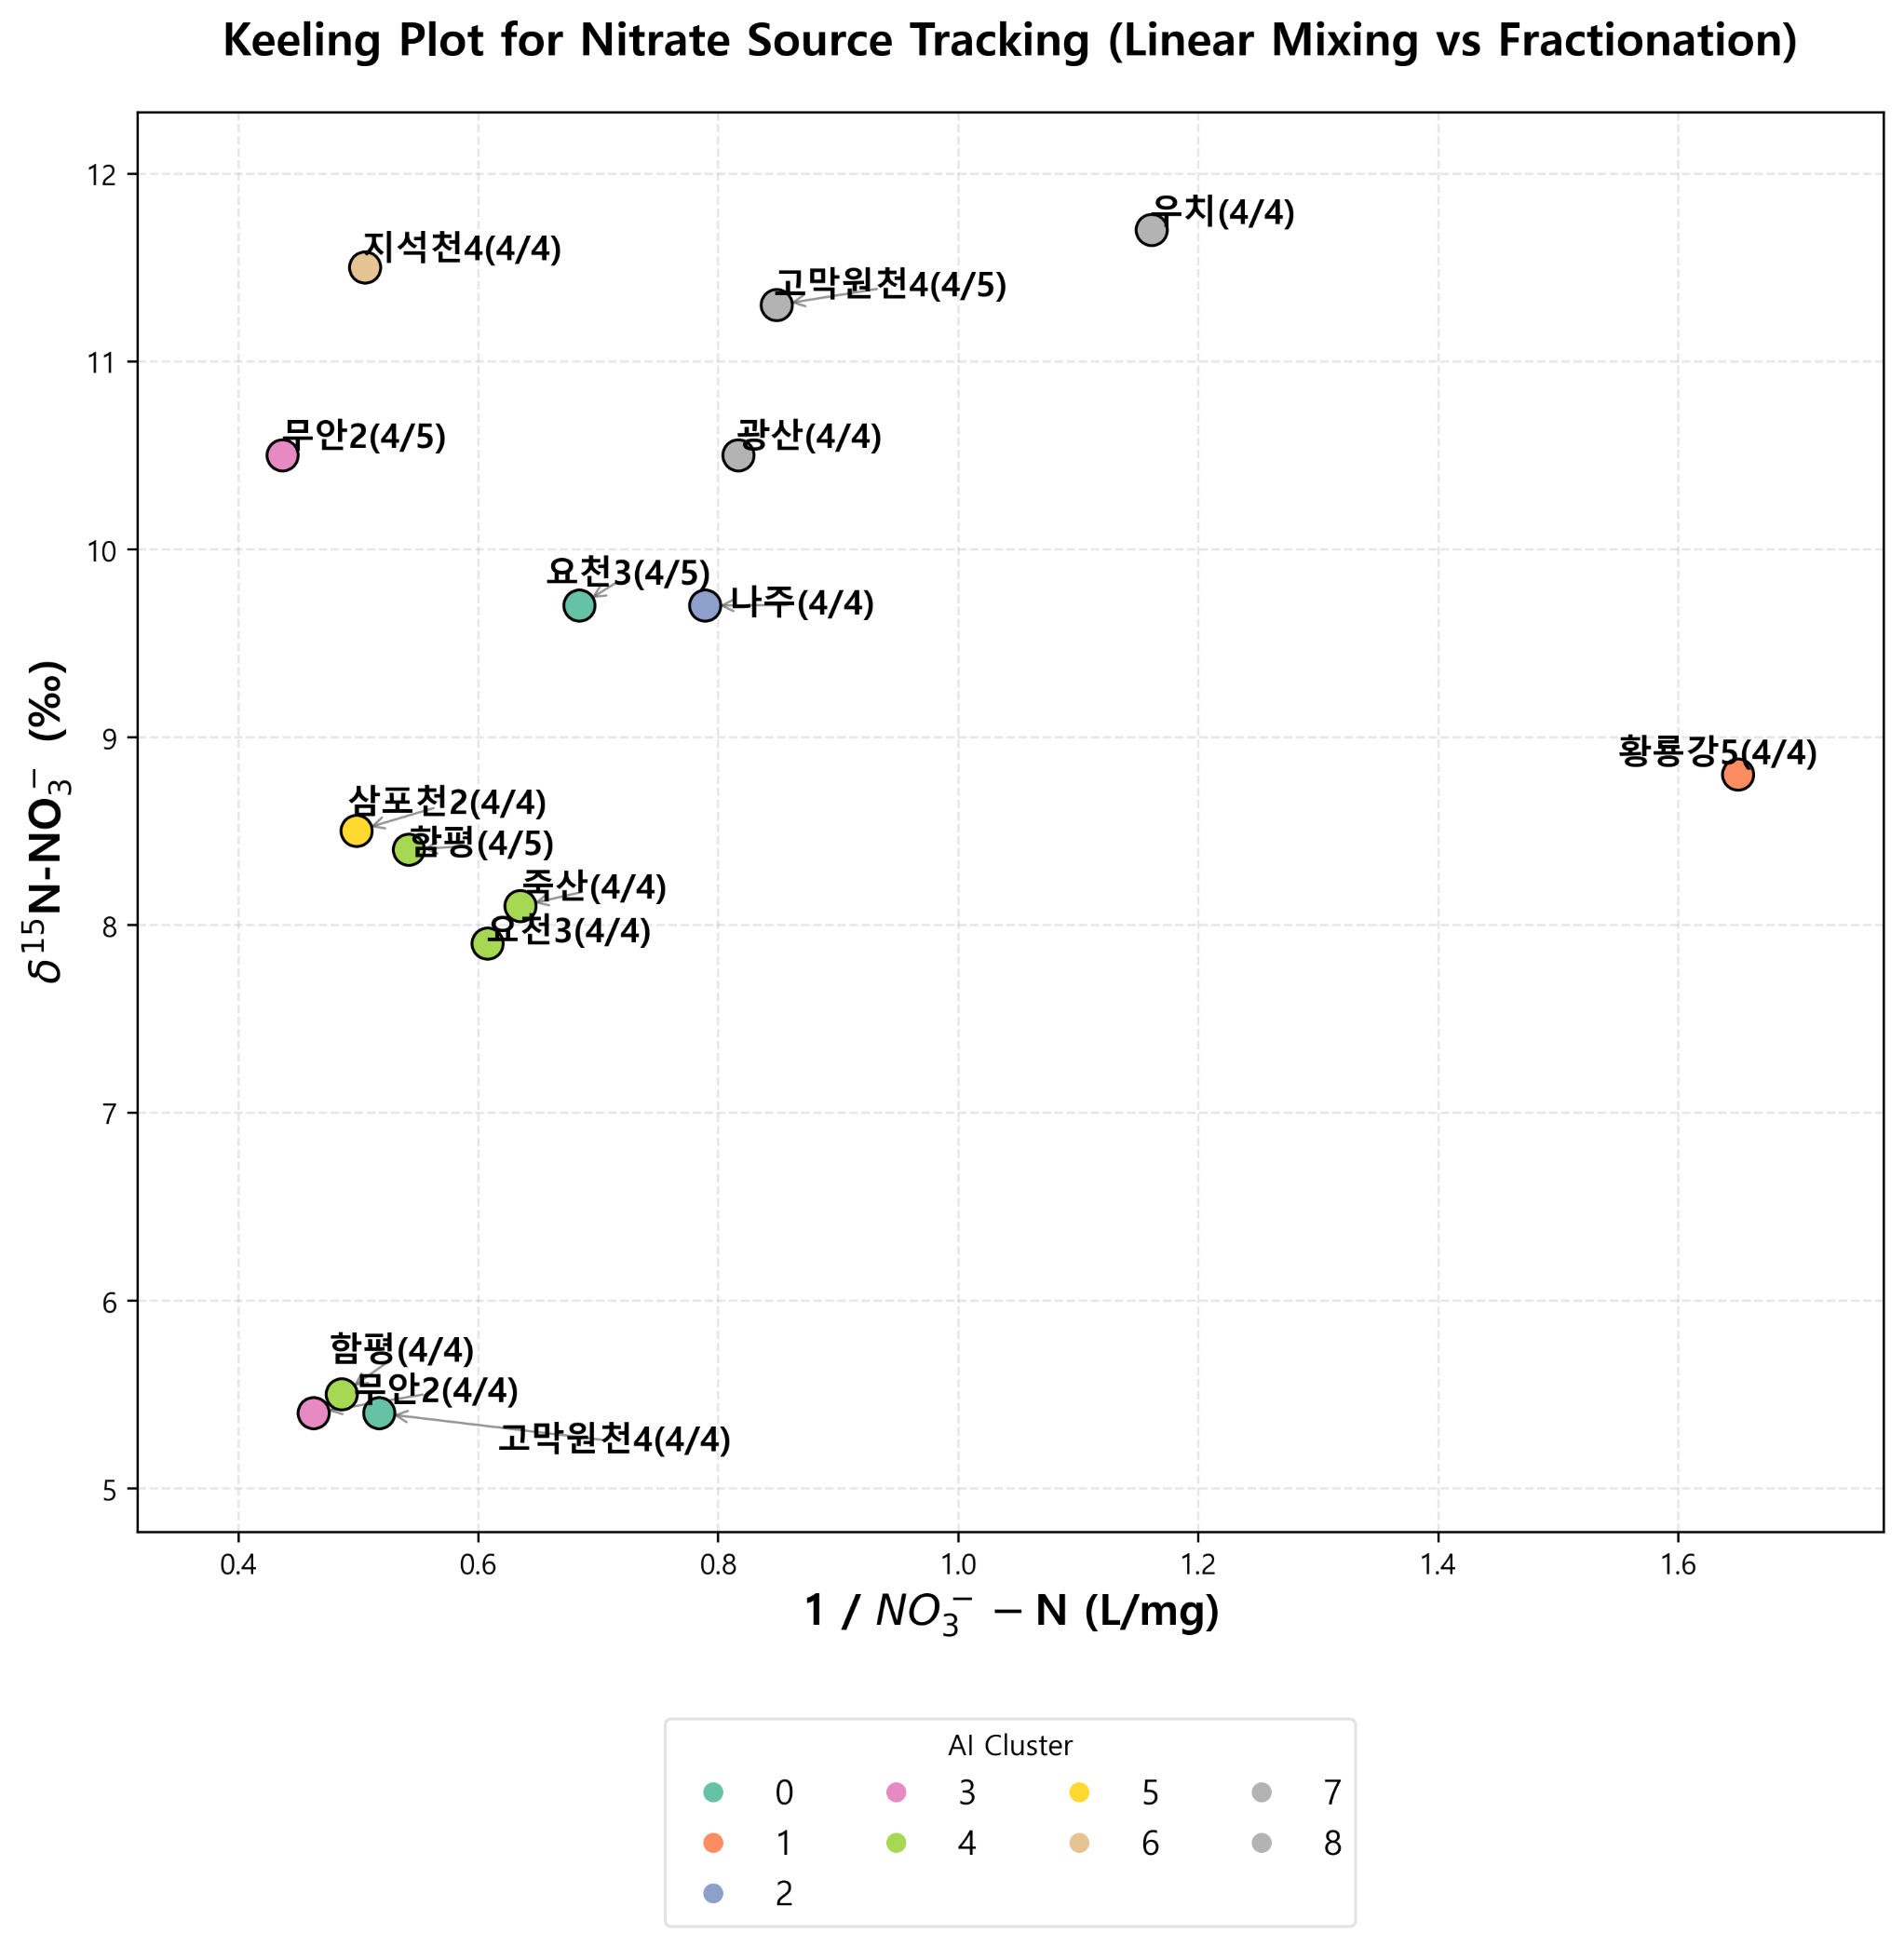 Keeling Plot for Nitrate Source Tracking (Linear Mixing vs Fractionation)
12
우치(4/4)
지석천4(4/4)
고막원천4(4/5)
11
무안2(4/5)
광산(4/4)
10
요천3(4/5)
나주(4/4)
9
황룡강5(4/4)
삼포천2(4/4)
함평(4/5)
죽산(4/4)
요천3(4/4)
8
δ¹⁵N-NO₃⁻ (‰)
7
6
함평(4/4)
무안2(4/4)
고막원천4(4/4)
5
0.4 0.6 0.8 1.0 1.2 1.4 1.6
1 / NO₃⁻ − N (L/mg)
AI Cluster
0 3 5 7
1 4 6 8
2